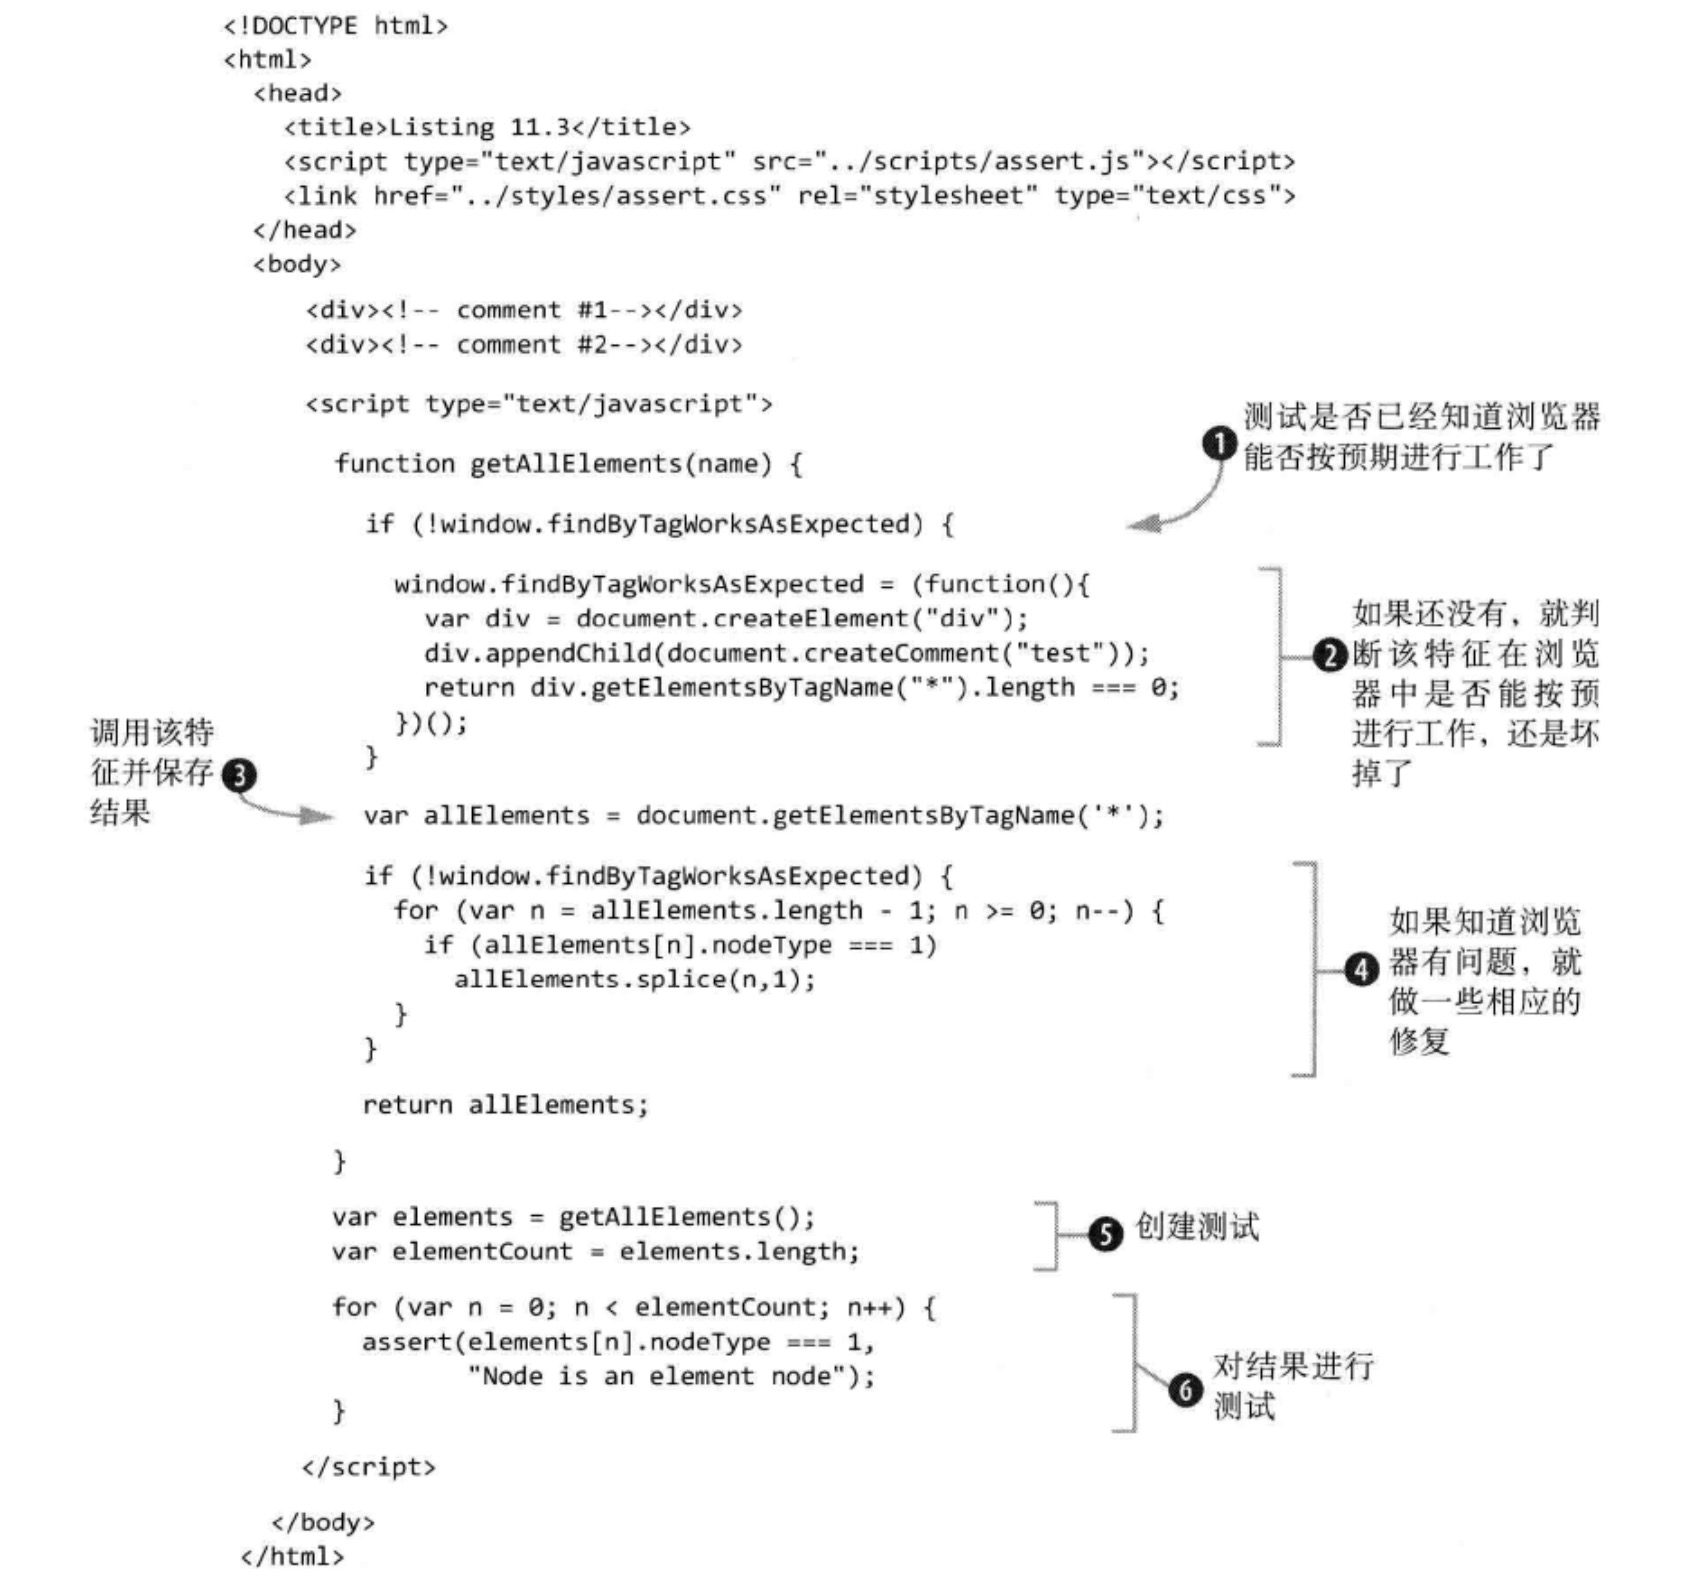 <!DOCTYPE html>
<html>
<head>
<title>Listing 11.3</title>
<script type="text/javascript" src="../scripts/assert.js"></script>
<link href="../styles/assert.css" rel="stylesheet" type="text/css">
</head>
<body>
<div><!-- comment #1--></div>
<div><!-- comment #2--></div>
<script type="text/javascript">
function getAllElements(name) {
❶ 测试是否已经知道浏览器
能否按预期进行工作了
if (!window.findByTagWorksAsExpected) {
window.findByTagWorksAsExpected = (function(){
var div = document.createElement("div");
div.appendChild(document.createComment("test"));
return div.getElementsByTagName("*").length === 0;
})();
}
❷ 如果还没有，就判
断该特征在浏览
器中是否能按预
进行工作，还是坏
掉了
调用该特
征并保存 ❸
结果
var allElements = document.getElementsByTagName('*');
if (!window.findByTagWorksAsExpected) {
for (var n = allElements.length - 1; n >= 0; n--) {
if (allElements[n].nodeType === 1)
allElements.splice(n,1);
}
}
❹ 如果知道浏览
器有问题，就
做一些相应的
修复
return allElements;
}
var elements = getAllElements();
var elementCount = elements.length;
❺ 创建测试
for (var n = 0; n < elementCount; n++) {
assert(elements[n].nodeType === 1,
"Node is an element node");
}
❻ 对结果进行
测试
</script>
</body>
</html>